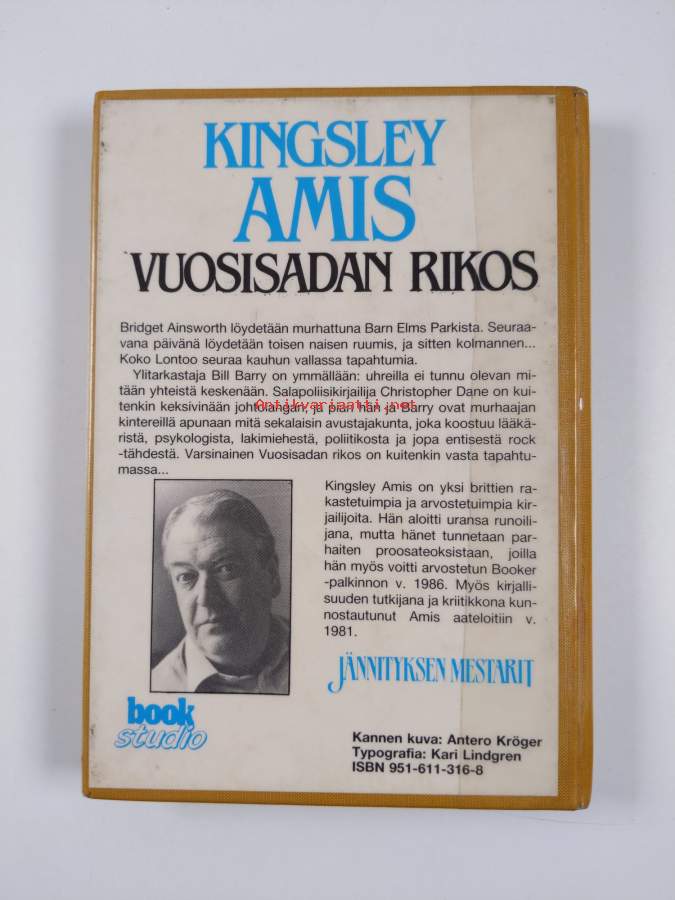 KINGSLEY
AMIS
VUOSISADAN RIKOS
Bridget Ainsworth löydetään murhattuna Barn Elms Parkista. Seuraa-
vana päivänä löydetään toisen naisen ruumis, ja sitten kolmannen...
Koko Lontoo seuraa kauhun vallassa tapahtumia.
Ylitarkastaja Bill Barry on ymmällään: uhreilla ei tunnu olevan mi-
tään yhteistä keskenään. Salapoliisikirjailija Christopher Dane on kui-
tenkin keksivinään johtolangan, ja pian hän ja Barry ovat murhaajan
Antikvariaatti.net
kintereillä apunaan mitä sekalaisin avustajakunta, joka koostuu lääkä-
ristä, psykologista, lakimiehestä, poliitikosta ja jopa entisestä rock
-tähdestä. Varsinainen Vuosisadan rikos on kuitenkin vasta tapahtu-
massa...
Kingsley Amis on yksi brittien ra-
kastetuimpia ja arvostetuimpia kir-
jailijoita. Hän aloitti uransa runoili-
jana, mutta hänet tunnetaan par-
haiten proosateoksistaan, joilla
hän myös voitti arvostetun Booker
-palkinnon v. 1986. Myös kirjalli-
suuden tutkijana ja kriitikkona kun-
nostautunut Amis aateloitiin v.
1981.
JÄNNITYKSEN MESTARIT
book
studio
Kannen kuva: Antero Kröger
Typografia: Kari Lindgren
ISBN 951-611-316-8